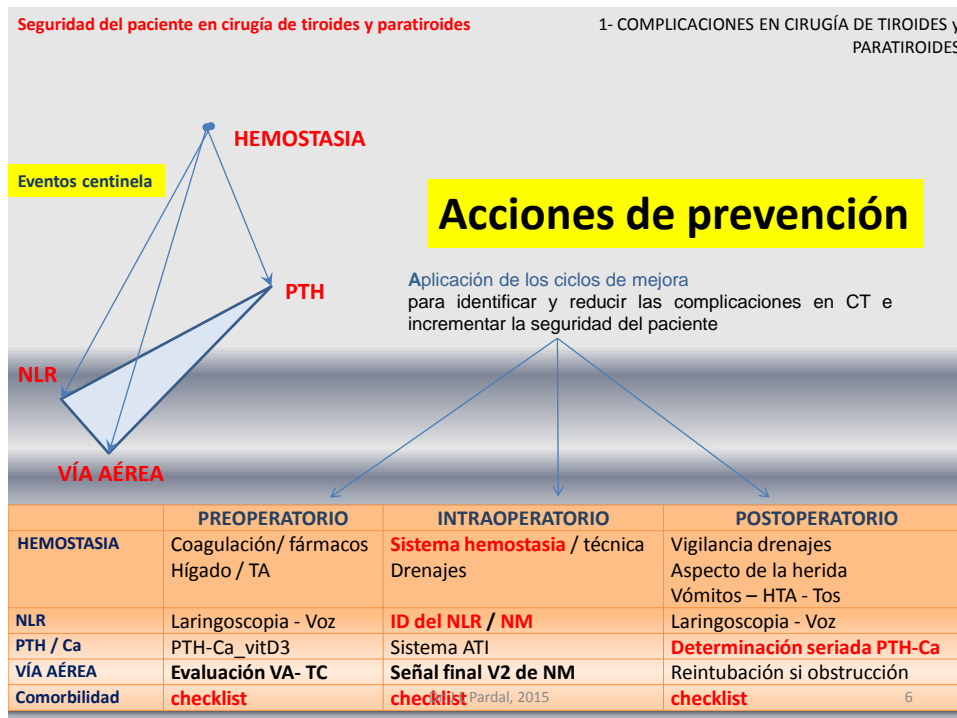 Seguridad del paciente en cirugía de tiroides y paratiroides
1- COMPLICACIONES EN CIRUGÍA DE TIROIDES y
PARATIROIDES
HEMOSTASIA
Eventos centinela
Acciones de prevención
PTH
Aplicación de los ciclos de mejora
para identificar y reducir las complicaciones en CT e
incrementar la seguridad del paciente
NLR
VÍA AÉREA
PREOPERATORIO INTRAOPERATORIO POSTOPERATORIO
HEMOSTASIA Coagulación/ fármacos Sistema hemostasia / técnica Vigilancia drenajes
Hígado / TA Drenajes Aspecto de la herida
Vómitos – HTA - Tos
NLR Laringoscopia - Voz ID del NLR / NM Laringoscopia - Voz
PTH / Ca PTH-Ca_vitD3 Sistema ATI Determinación seriada PTH-Ca
VÍA AÉREA Evaluación VA- TC Señal final V2 de NM Reintubación si obstrucción
Comorbilidad checklist checklist Pardal, 2015 checklist 6